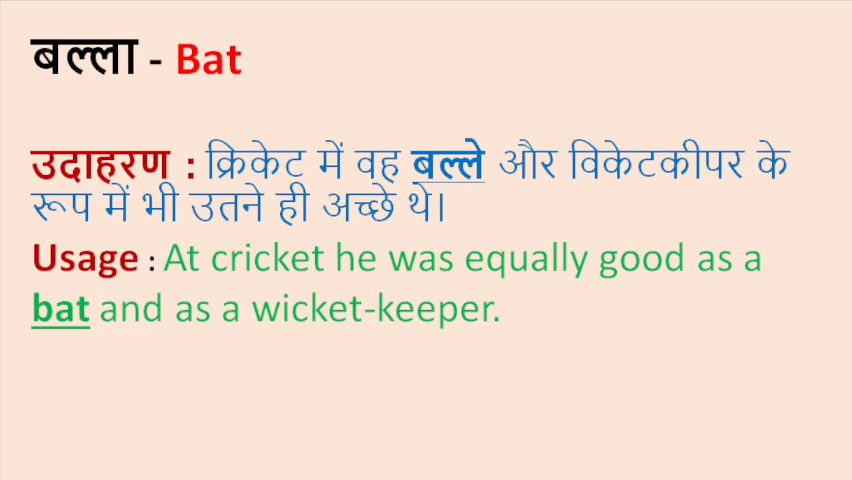 बल्ला - Bat
उदाहरण : क्रिकेट में वह बल्ले और विकेटकीपर के
रूप में भी उतने ही अच्छे थे।
Usage : At cricket he was equally good as a
bat and as a wicket-keeper.